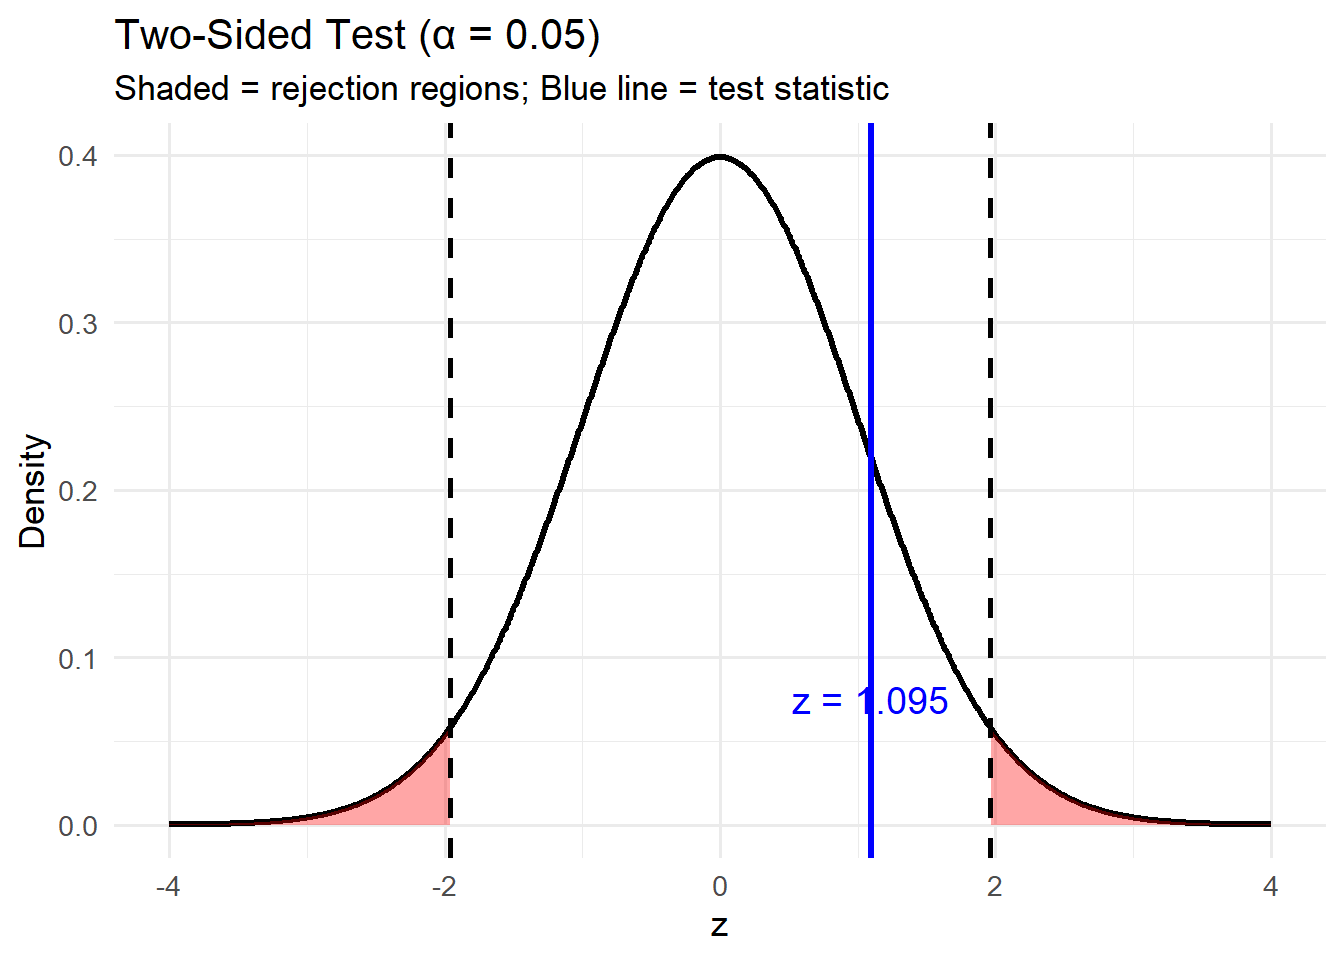 Two-Sided Test (α = 0.05)
Shaded = rejection regions; Blue line = test statistic
0.4
0.3
0.2
0.1
0.0
Density
z = 1.095
-4
-2
0
2
4
z